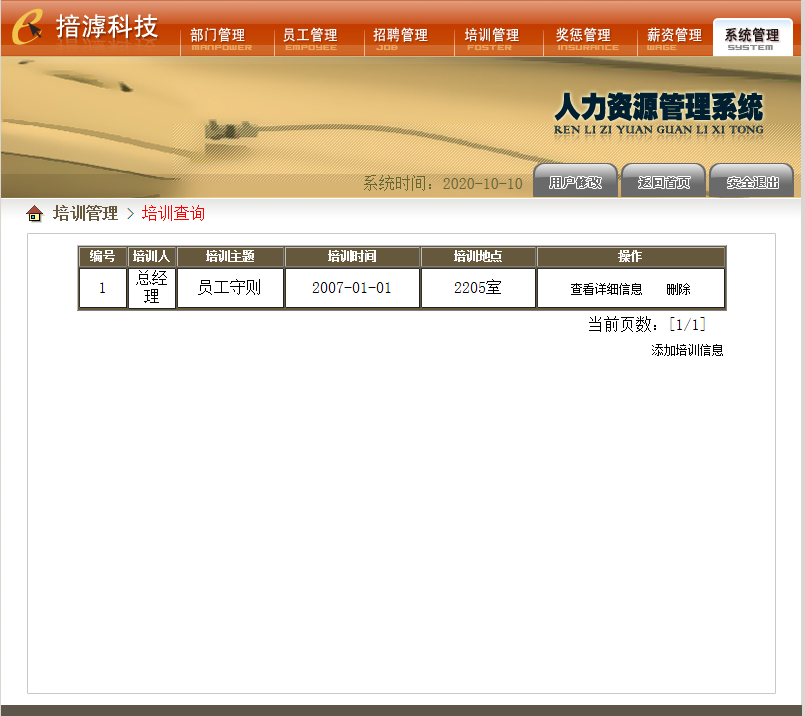 掊滹科技
部门管理 员工管理 招聘管理 培训管理 奖惩管理 薪资管理 系统管理
MANPOWER EMPOYEE JOB FOSTER INSURANCE WAGE SYSTEM
人力资源管理系统
REN LI ZI YUAN GUAN LI XI TONG
系统时间：2020-10-10 用户修改 返回首页 安全退出
培训管理 > 培训查询
编号 培训人 培训主题 培训时间 培训地点 操作
1 总经理 员工守则 2007-01-01 2205室 查看详细信息 删除
当前页数：[1/1]
添加培训信息